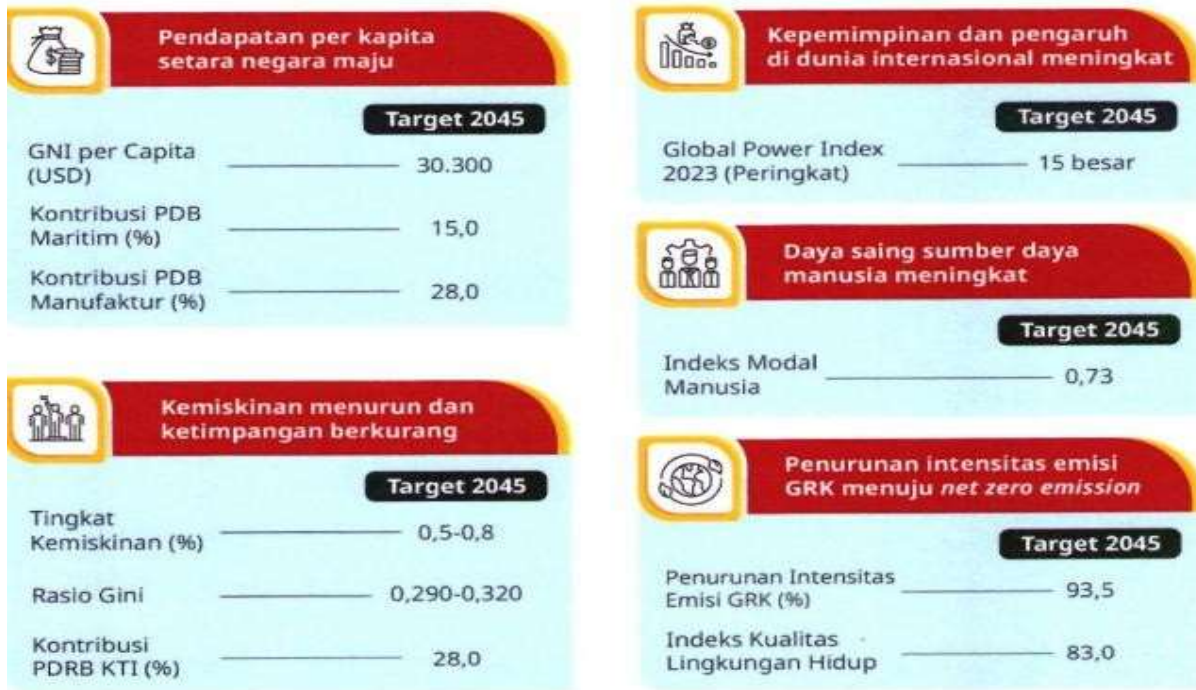 Pendapatan per kapita
setara negara maju
Target 2045
GNI per Capita
(USD)
30.300
Kontribusi PDB
Maritim (%)
15,0
Kontribusi PDB
Manufaktur (%)
28,0
Kemiskinan menurun dan
ketimpangan berkurang
Target 2045
Tingkat
Kemiskinan (%)
0,5-0,8
Rasio Gini
0,290-0,320
Kontribusi
PDRB KTI (%)
28,0
Kepemimpinan dan pengaruh
di dunia internasional meningkat
Target 2045
Global Power Index
2023 (Peringkat)
15 besar
Daya saing sumber daya
manusia meningkat
Target 2045
Indeks Modal
Manusia
0,73
Penurunan intensitas emisi
GRK menuju net zero emission
Target 2045
Penurunan Intensitas
Emisi GRK (%)
93,5
Indeks Kualitas
Lingkungan Hidup
83,0